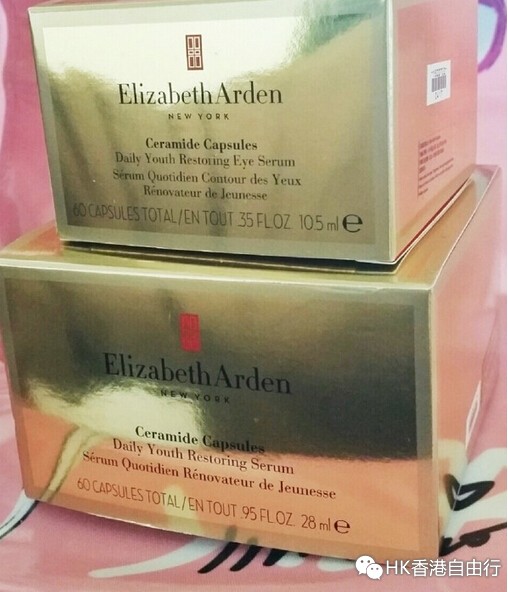 Elizabeth Arden
NEW YORK
Ceramide Capsules
Daily Youth Restoring Eye Serum
Sérum Quotidien Contour des Yeux
Rénovateur de Jeunesse
60 CAPSULES TOTAL/EN TOUT .35 FL.OZ. 10.5 ml ℮
Elizabeth Arden
NEW YORK
Ceramide Capsules
Daily Youth Restoring Serum
Sérum Quotidien Rénovateur de Jeunesse
60 CAPSULES TOTAL/EN TOUT .95 FL.OZ. 28 ml ℮
HK香港自由行